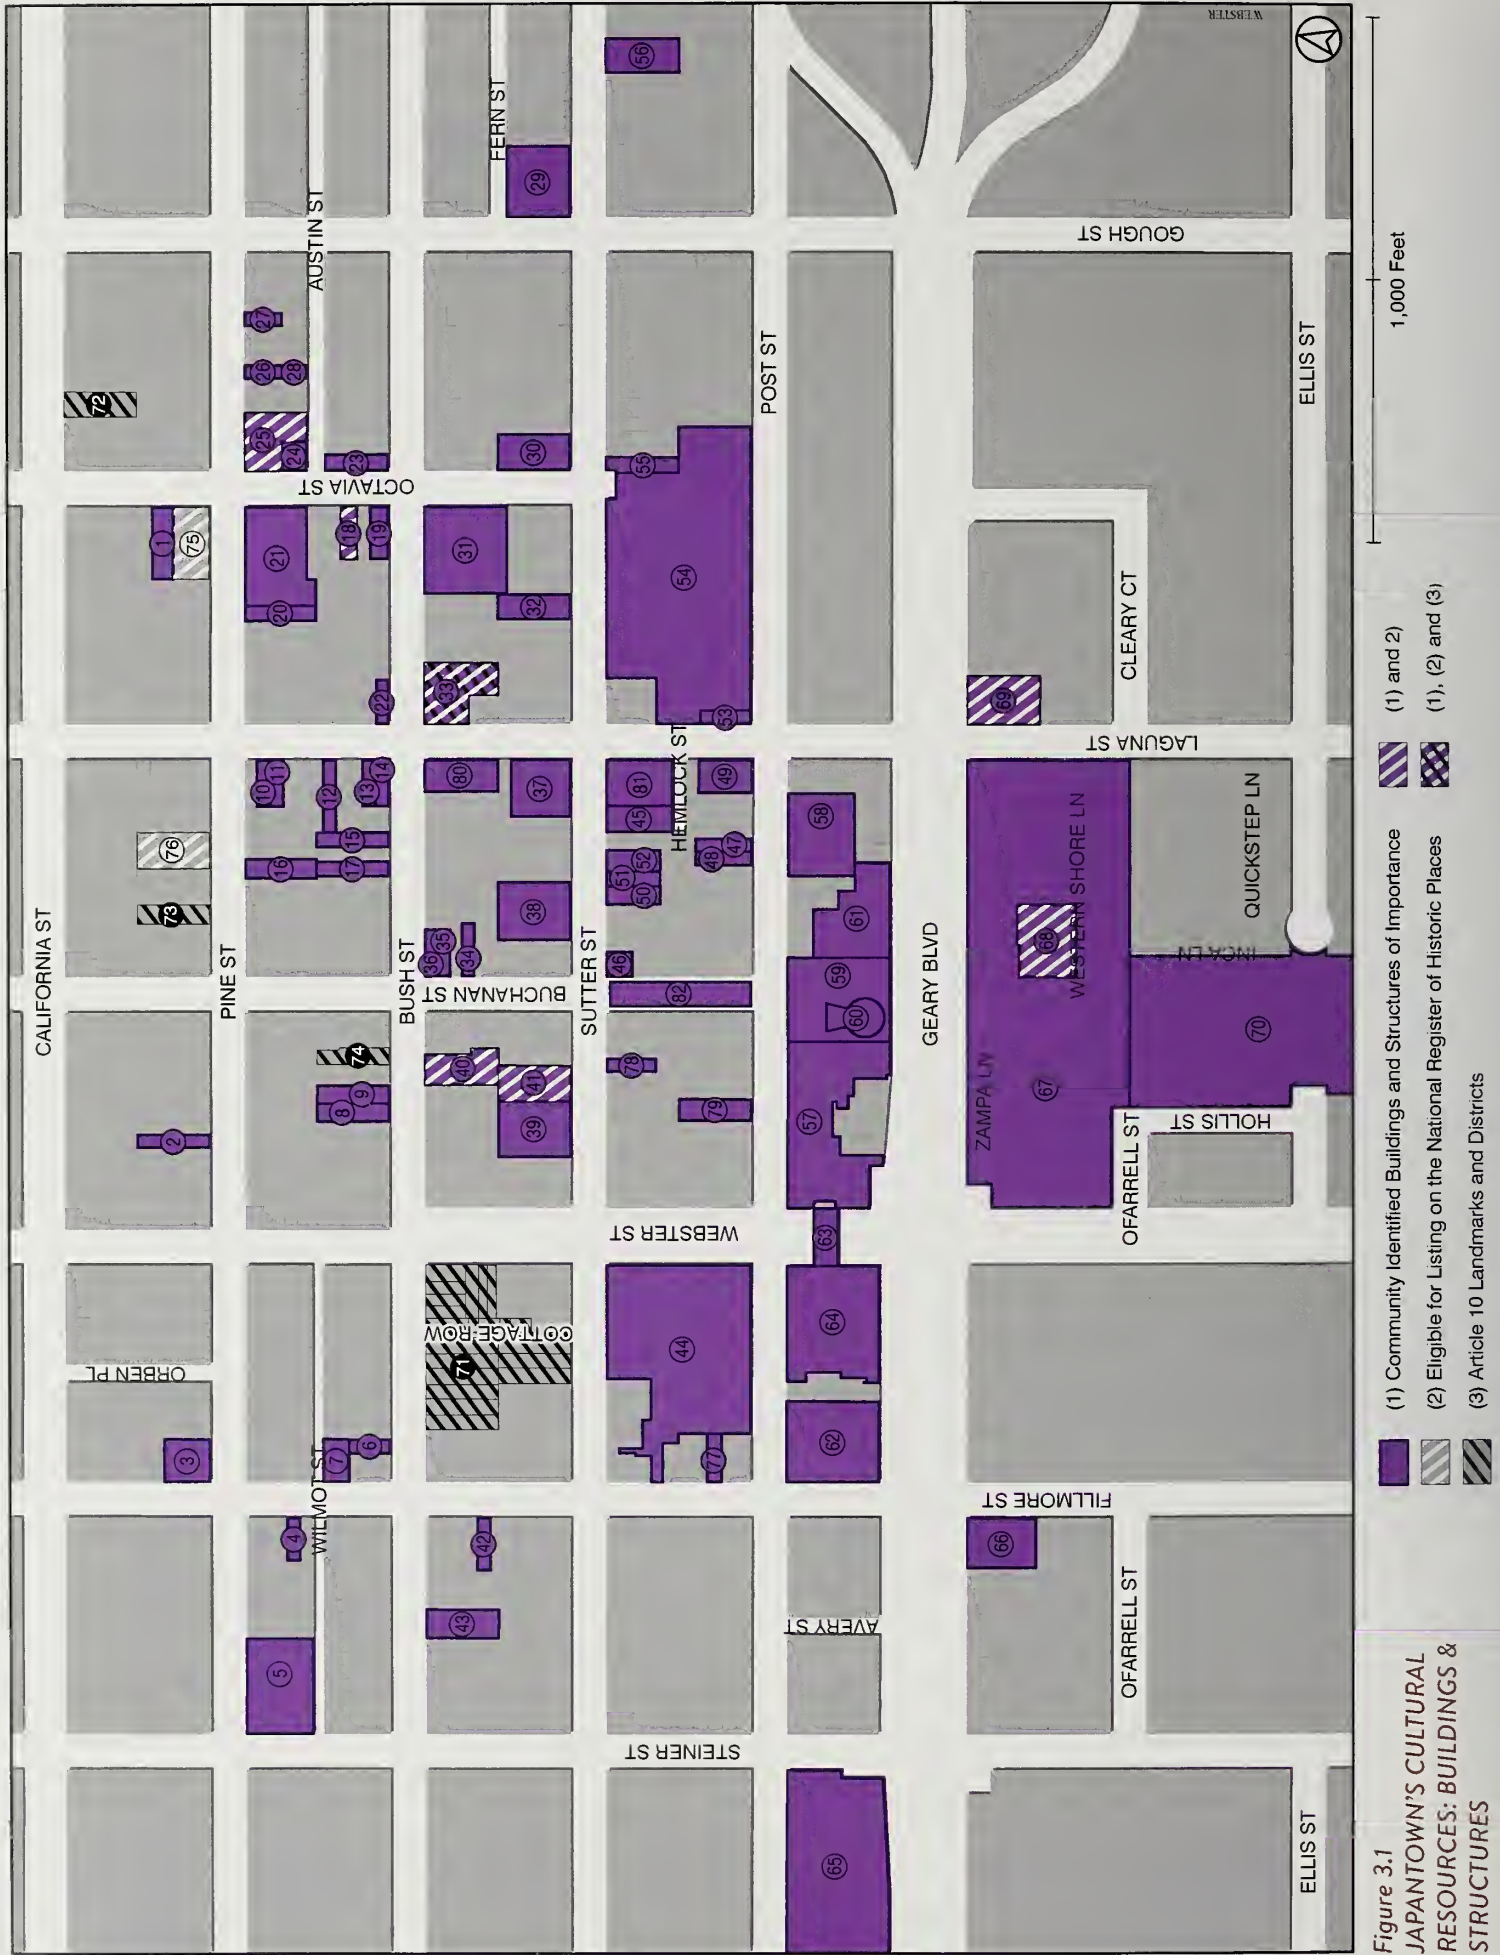 CALIFORNIA ST
PINE ST
BUSH ST
SUTTER ST
POST ST
GEARY BLVD
ELLIS ST
ELLIS ST
OFARRELL ST
OFARRELL ST
CLEARY CT
QUICKSTEP LN
WESTERN SHORE LN
ZAMPA LN
INCA LN
HOLLIS ST
HEMLOCK ST
FERN ST
AUSTIN ST
WILMOT ST
ORBEN PL
COTTAGE ROW
AVERY ST
STEINER ST
FILLMORE ST
WEBSTER ST
BUCHANAN ST
LAGUNA ST
OCTAVIA ST
GOUGH ST
WEBSTER
1
2
3
4
5
6
7
8
9
10
11
12
13
14
15
16
17
18
19
20
21
22
23
24
25
26
27
28
29
30
31
32
33
34
35
36
37
38
39
40
41
42
43
44
45
46
47
48
49
50
51
52
53
54
55
56
57
58
59
60
61
62
63
64
65
66
67
68
69
70
71
72
73
74
75
76
77
78
79
80
81
82
1,000 Feet
Figure 3.1
JAPANTOWN'S CULTURAL
RESOURCES: BUILDINGS &
STRUCTURES
(1) Community Identified Buildings and Structures of Importance
(2) Eligible for Listing on the National Register of Historic Places
(3) Article 10 Landmarks and Districts
(1) and 2)
(1), (2) and (3)